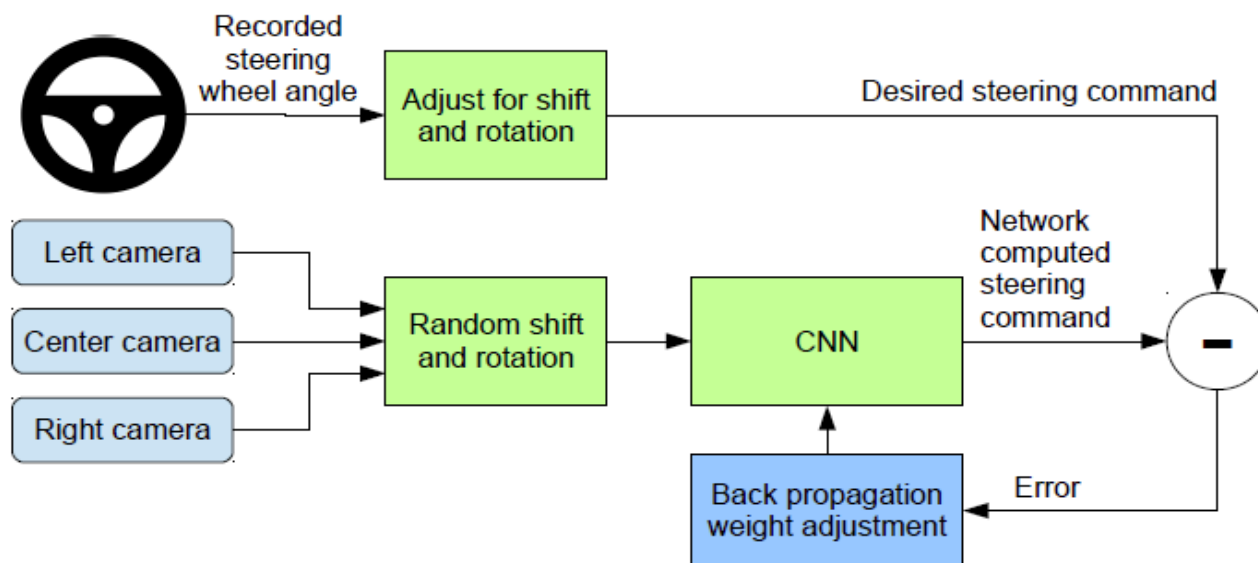 Recorded
steering
wheel angle
Adjust for shift
and rotation
Desired steering command
Left camera
Center camera
Right camera
Random shift
and rotation
CNN
Network
computed
steering
command
-
Back propagation
weight adjustment
Error